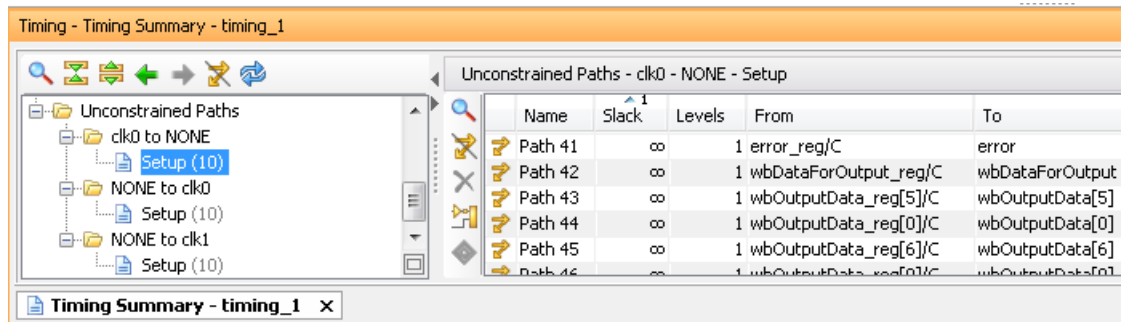 Timing - Timing Summary - timing_1
Unconstrained Paths
clk0 to NONE
Setup (10)
NONE to clk0
Setup (10)
NONE to clk1
Setup (10)
Unconstrained Paths - clk0 - NONE - Setup
Name Slack 1 Levels From To
Path 41 ∞ 1 error_reg/C error
Path 42 ∞ 1 wbDataForOutput_reg/C wbDataForOutput
Path 43 ∞ 1 wbOutputData_reg[5]/C wbOutputData[5]
Path 44 ∞ 1 wbOutputData_reg[0]/C wbOutputData[0]
Path 45 ∞ 1 wbOutputData_reg[6]/C wbOutputData[6]
Path 46 ∞ 1
Timing Summary - timing_1 X